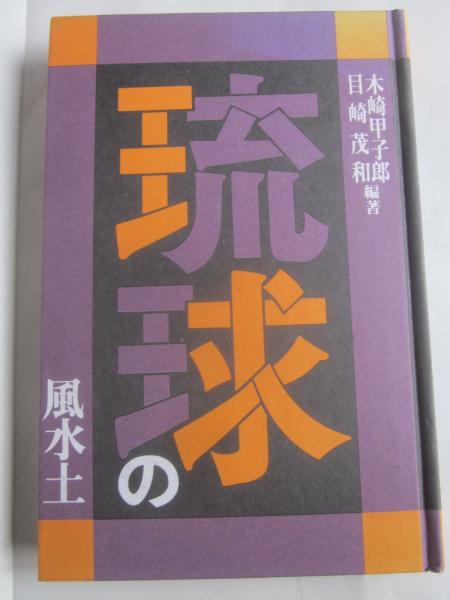 木崎甲子郎
目崎茂和 編著
琉球の
風水土